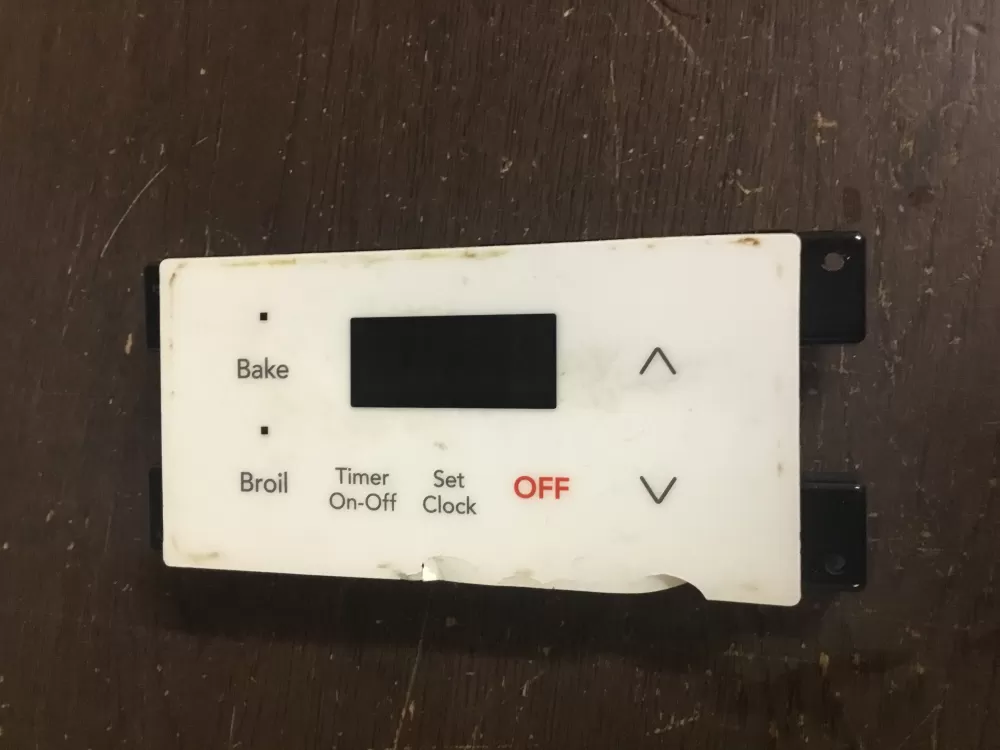 Bake
Broil
Timer
On-Off
Set
Clock
OFF